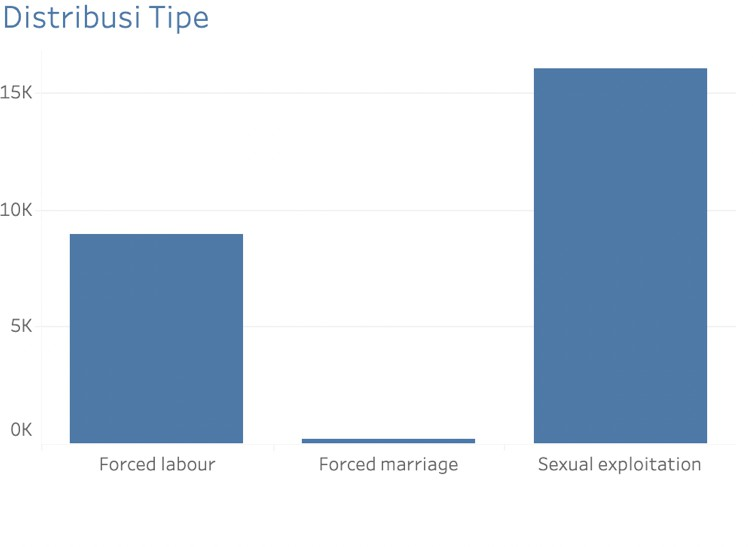 Distribusi Tipe
15K
10K
5K
0K
Forced labour
Forced marriage
Sexual exploitation